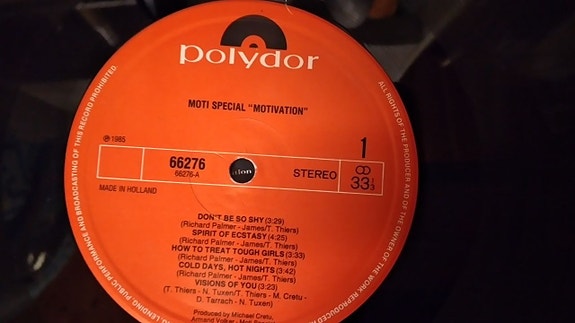 polydor
MOTI SPECIAL "MOTIVATION"
℗1985
1
66276
66276-A
STEREO
33 1/3
MADE IN HOLLAND
DON'T BE SO SHY (3:29)
(Richard Palmer - James/T. Thiers)
SPIRIT OF ECSTASY (4:25)
(Richard Palmer - James/T. Thiers)
HOW TO TREAT TOUGH GIRLS (3:33)
(Richard Palmer - James/T. Thiers)
COLD DAYS, HOT NIGHTS (3:42)
(Richard Palmer - James/T. Thiers)
VISIONS OF YOU (3:23)
(T. Thiers - N. Tuxen/T. Thiers - M. Cretu -
D. Tarrach - N. Tuxen)
Produced by Michael Cretu,
Armand Volker
ALL RIGHTS OF THE PRODUCER AND OF THE OWNER OF THE WORK REPRODUCED
LENDING, PUBLIC PERFORMANCE AND BROADCASTING OF THIS RECORD PROHIBITED.